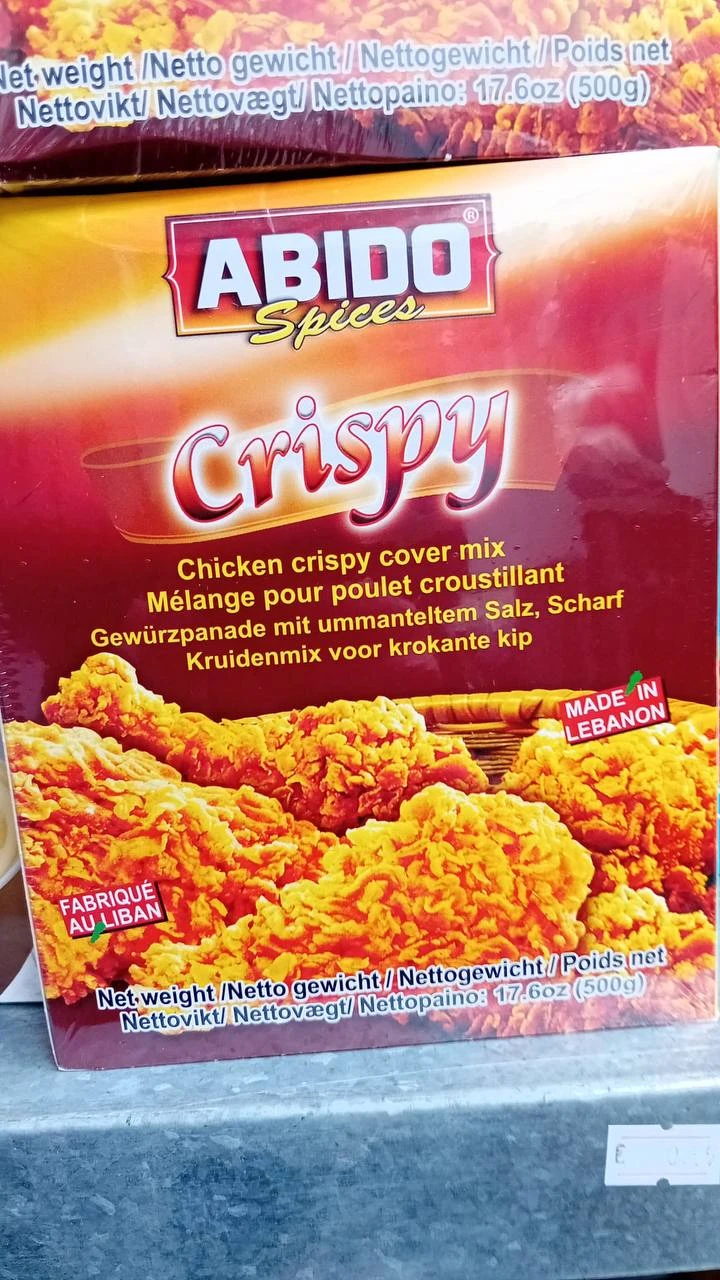 Net weight /Netto gewicht / Nettogewicht / Poids net
Nettovikt/ Nettovægt/ Nettopaino: 17.6oz (500g)
ABIDO®
Spices
Crispy
Chicken crispy cover mix
Mélange pour poulet croustillant
Gewürzpanade mit ummanteltem Salz, Scharf
Kruidenmix voor krokante kip
MADE IN
LEBANON
FABRIQUÉ
AU LIBAN
Net weight /Netto gewicht / Nettogewicht / Poids net
Nettovikt/ Nettovægt/ Nettopaino: 17.6oz (500g)